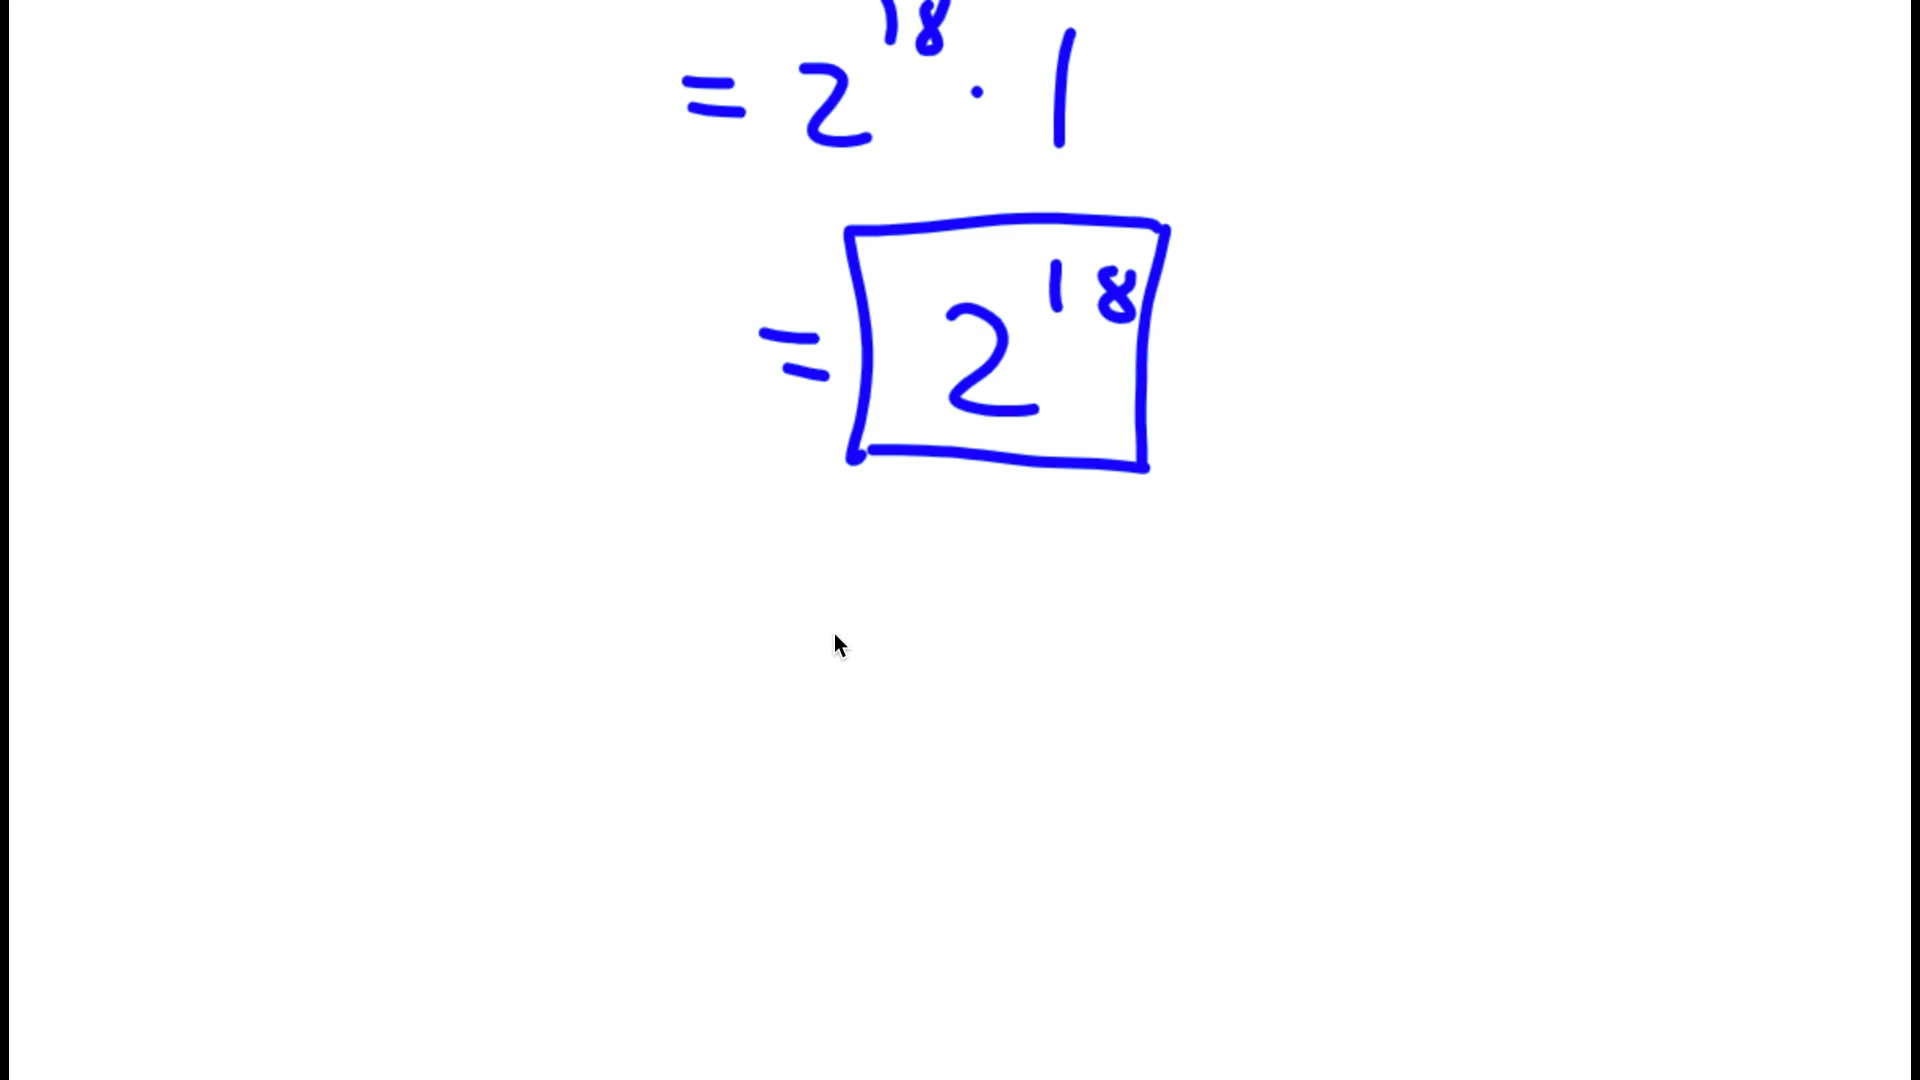 = 2¹⁸ · 1
= 2¹⁸